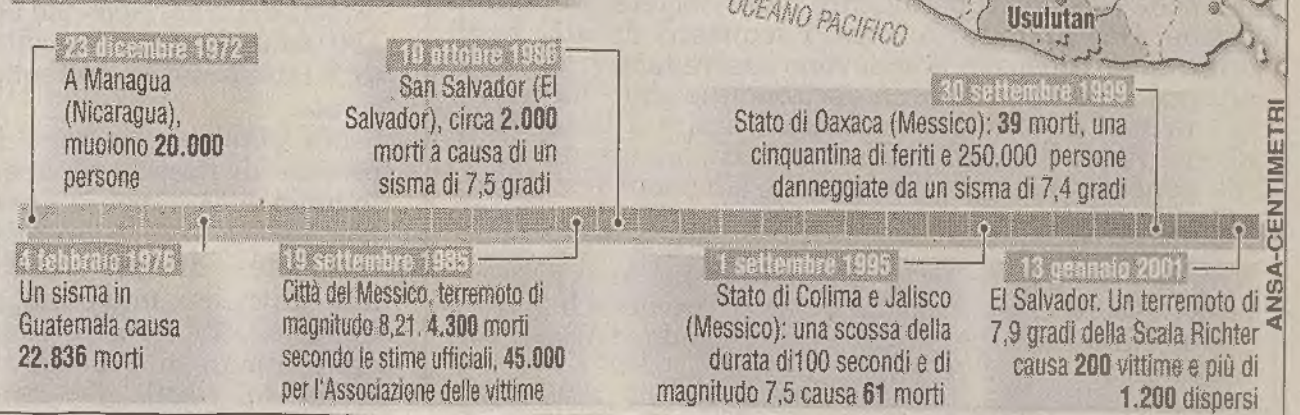 OCEANO PACIFICO
Usulutan
23 dicembre 1972
A Managua
(Nicaragua),
muoiono 20.000
persone
10 ottobre 1986
San Salvador (El
Salvador), circa 2.000
morti a causa di un
sisma di 7,5 gradi
30 settembre 1999
Stato di Oaxaca (Messico): 39 morti, una
cinquantina di feriti e 250.000 persone
danneggiate da un sisma di 7,4 gradi
4 febbraio 1976
Un sisma in
Guatemala causa
22.836 morti
19 settembre 1985
Città del Messico, terremoto di
magnitudo 8,21. 4.300 morti
secondo le stime ufficiali, 45.000
per l'Associazione delle vittime
1 settembre 1995
Stato di Colima e Jalisco
(Messico): una scossa della
durata di100 secondi e di
magnitudo 7,5 causa 61 morti
13 gennaio 2001
El Salvador. Un terremoto di
7,9 gradi della Scala Richter
causa 200 vittime e più di
1.200 dispersi
ANSA-CENTIMETRI